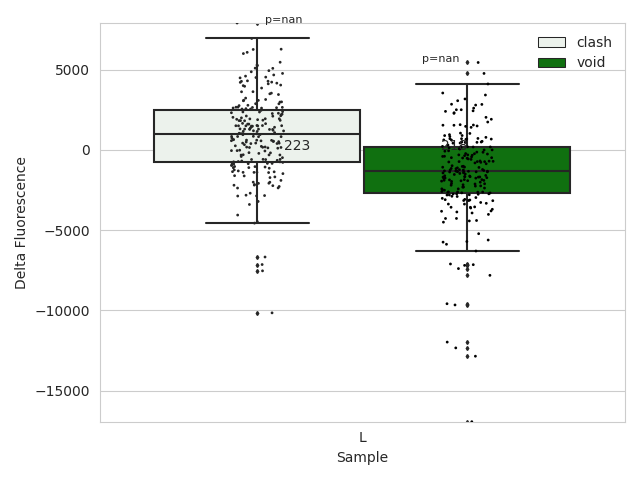 p=nan
p=nan
clash
void
5000
0
−5000
−10000
−15000
223
Delta Fluorescence
L
Sample